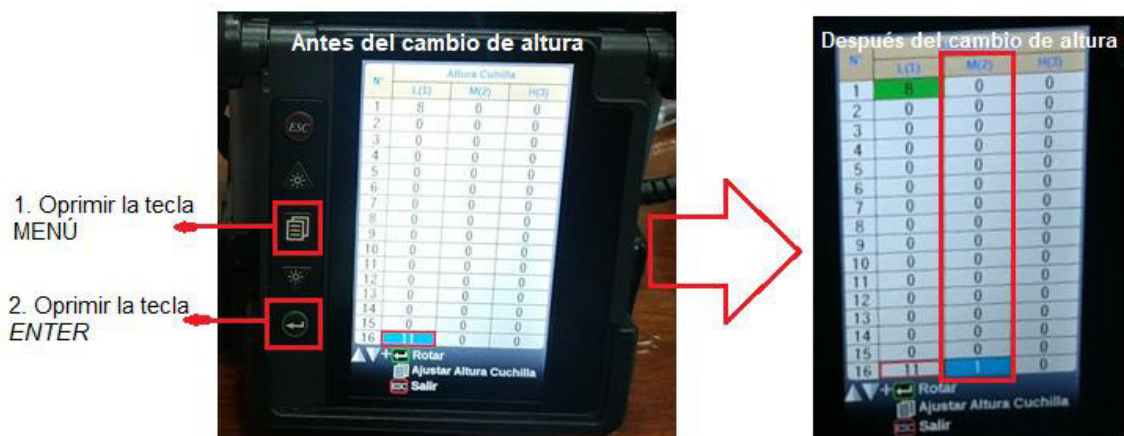 Antes del cambio de altura
N° Altura Cuchilla
L(1) M(2) H(3)
1 8 0 0
2 0 0 0
3 0 0 0
4 0 0 0
5 0 0 0
6 0 0 0
7 0 0 0
8 0 0 0
9 0 0 0
10 0 0 0
11 0 0 0
12 0 0 0
13 0 0 0
14 0 0 0
15 0 0 0
16 11 0 0
+ Rotar
Ajustar Altura Cuchilla
ESC Salir
ESC
1. Oprimir la tecla
MENÚ
2. Oprimir la tecla
ENTER
Después del cambio de altura
N° L(1) M(2) H(3)
1 8 0 0
2 0 0 0
3 0 0 0
4 0 0 0
5 0 0 0
6 0 0 0
7 0 0 0
8 0 0 0
9 0 0 0
10 0 0 0
11 0 0 0
12 0 0 0
13 0 0 0
14 0 0 0
15 0 0 0
16 11 1 0
+ Rotar
Ajustar Altura Cuchilla
ESC Salir